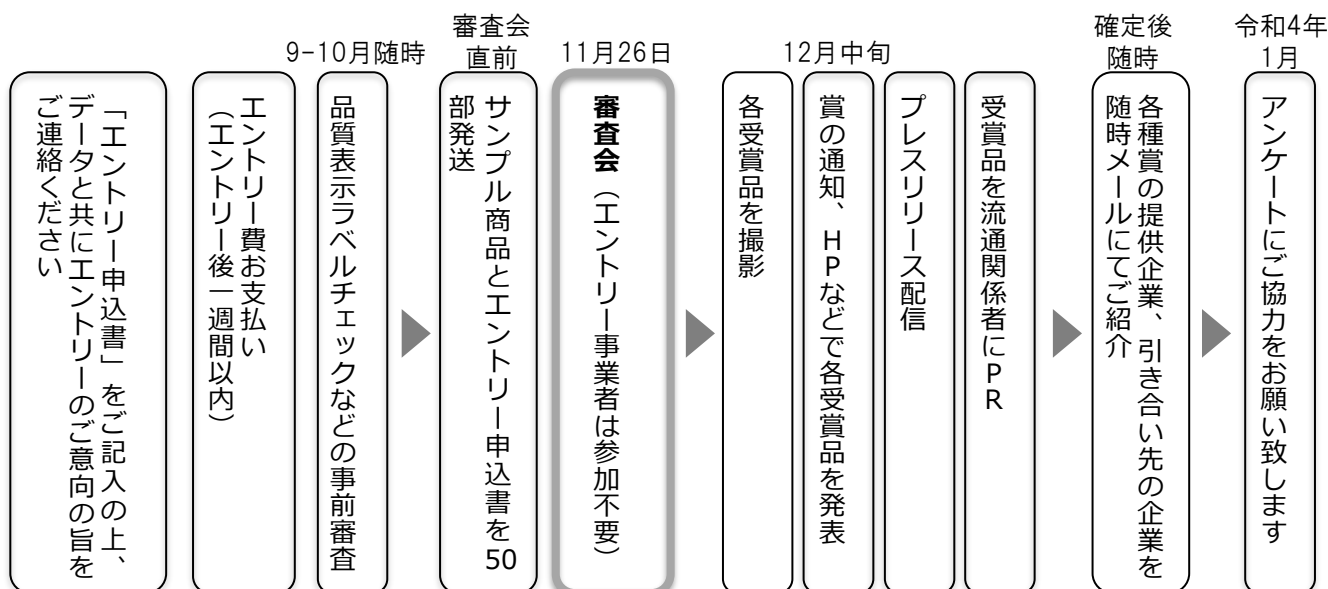 「エントリー申込書」をご記入の上、
データと共にエントリーのご意向の旨を
ご連絡ください
エントリー費お支払い
（エントリー後一週間以内）
9-10月随時
品質表示ラベルチェックなどの事前審査
審査会
直前
サンプル商品とエントリー申込書を50
部発送
11月26日
審査会（エントリー事業者は参加不要）
12月中旬
各受賞品を撮影
賞の通知、HPなどで各受賞品を発表
プレスリリース配信
受賞品を流通関係者にPR
確定後
随時
各種賞の提供企業、引き合い先の企業を
随時メールにてご紹介
令和4年
1月
アンケートにご協力をお願い致します